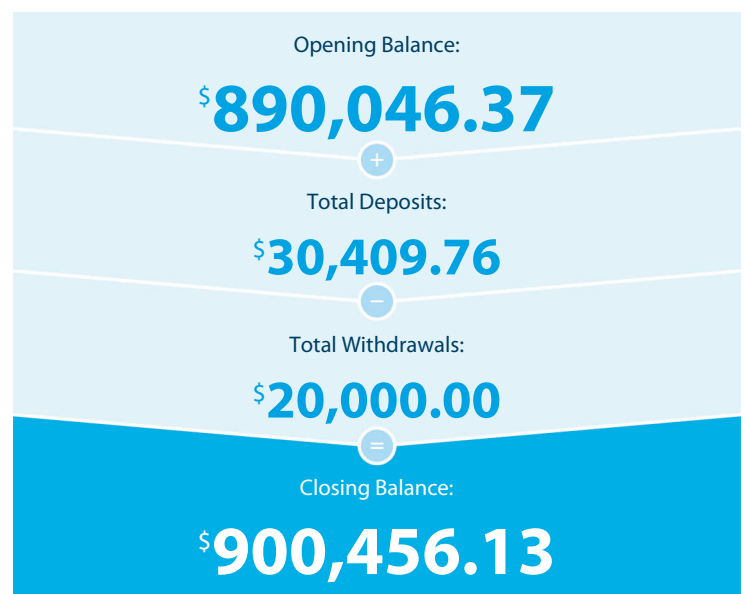 Opening Balance:
$890,046.37
+
Total Deposits:
$30,409.76
−
Total Withdrawals:
$20,000.00
=
Closing Balance:
$900,456.13